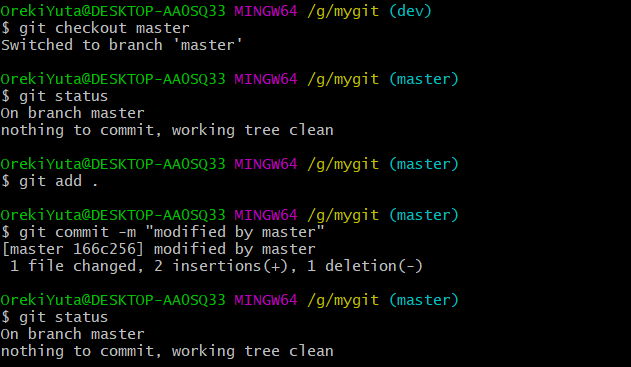 OrekiYuta@DESKTOP-AA0SQ33 MINGW64 /g/mygit (dev)
$ git checkout master
Switched to branch 'master'
OrekiYuta@DESKTOP-AA0SQ33 MINGW64 /g/mygit (master)
$ git status
On branch master
nothing to commit, working tree clean
OrekiYuta@DESKTOP-AA0SQ33 MINGW64 /g/mygit (master)
$ git add .
OrekiYuta@DESKTOP-AA0SQ33 MINGW64 /g/mygit (master)
$ git commit -m "modified by master"
[master 166c256] modified by master
 1 file changed, 2 insertions(+), 1 deletion(-)
OrekiYuta@DESKTOP-AA0SQ33 MINGW64 /g/mygit (master)
$ git status
On branch master
nothing to commit, working tree clean